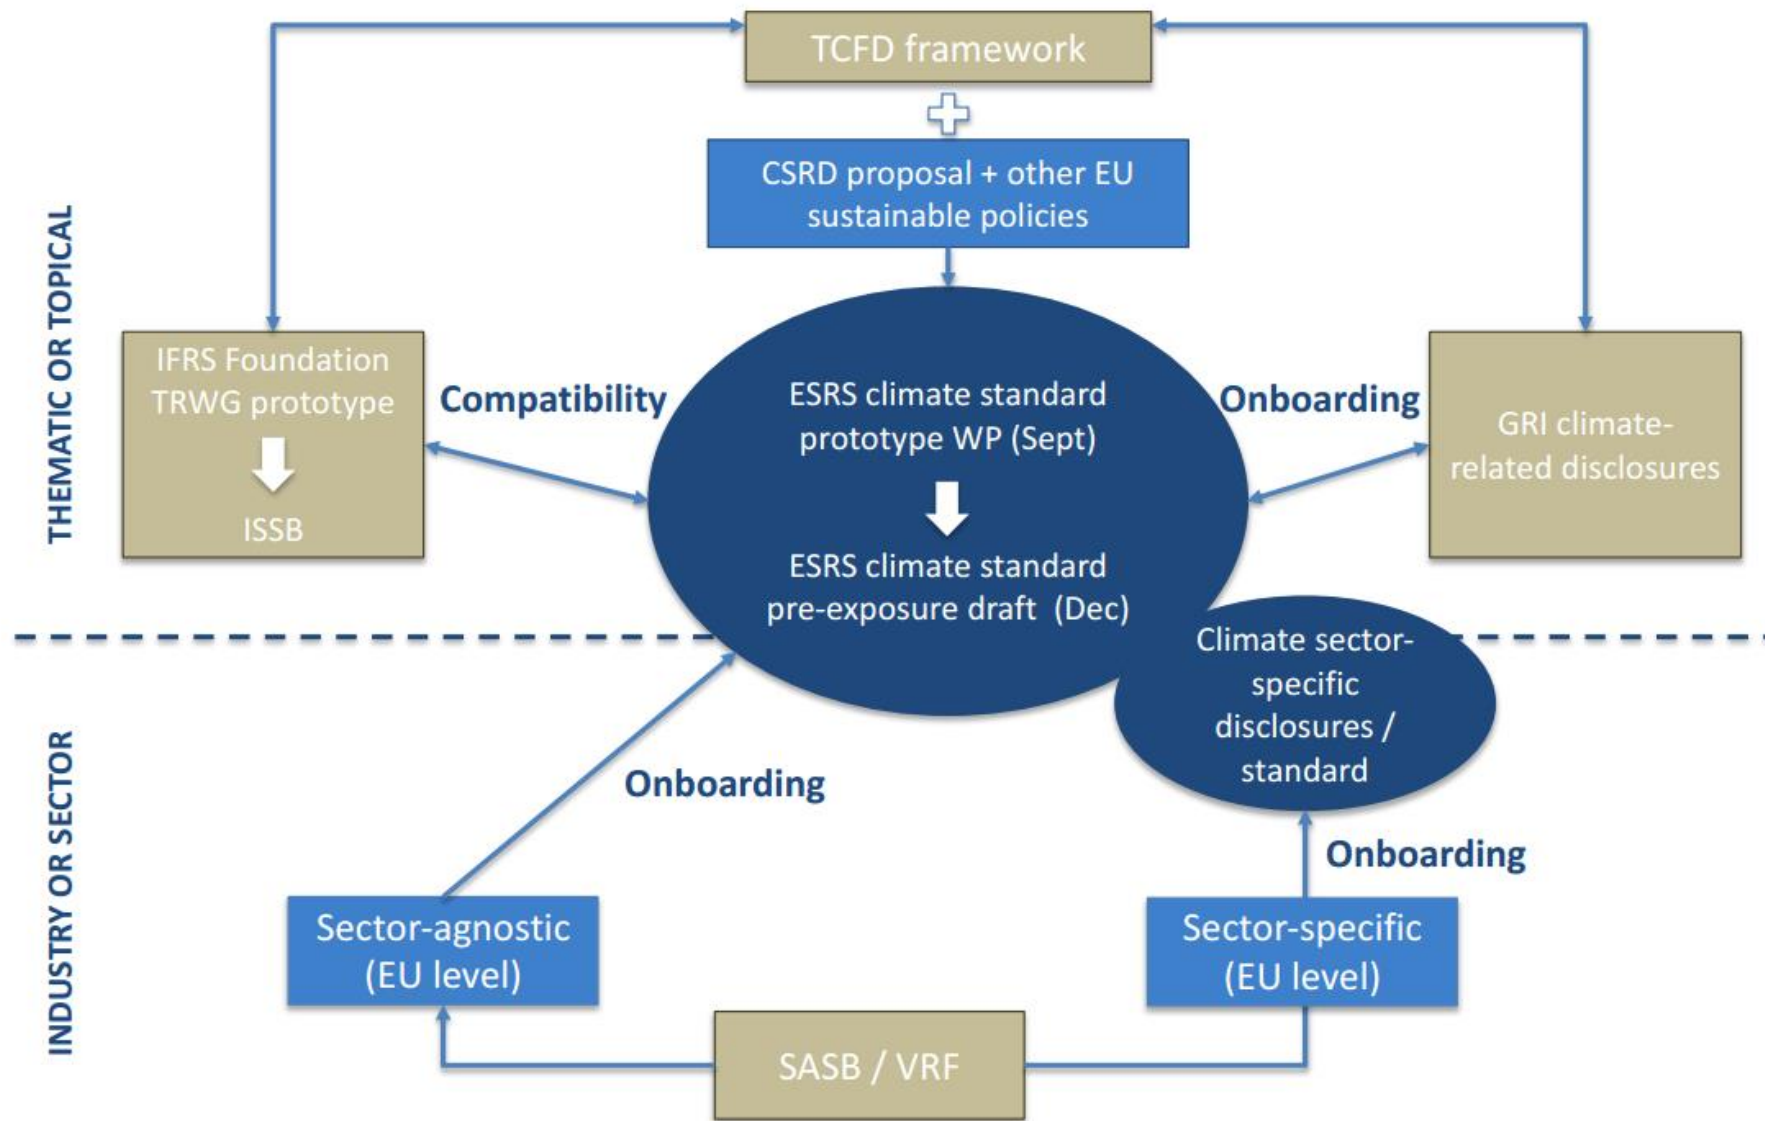 TCFD framework
CSRD proposal + other EU
sustainable policies
THEMATIC OR TOPICAL
IFRS Foundation
TRWG prototype
ISSB
Compatibility
ESRS climate standard
prototype WP (Sept)
ESRS climate standard
pre-exposure draft (Dec)
Onboarding
GRI climate-
related disclosures
Climate sector-
specific
disclosures /
standard
INDUSTRY OR SECTOR
Onboarding
Onboarding
Sector-agnostic
(EU level)
Sector-specific
(EU level)
SASB / VRF